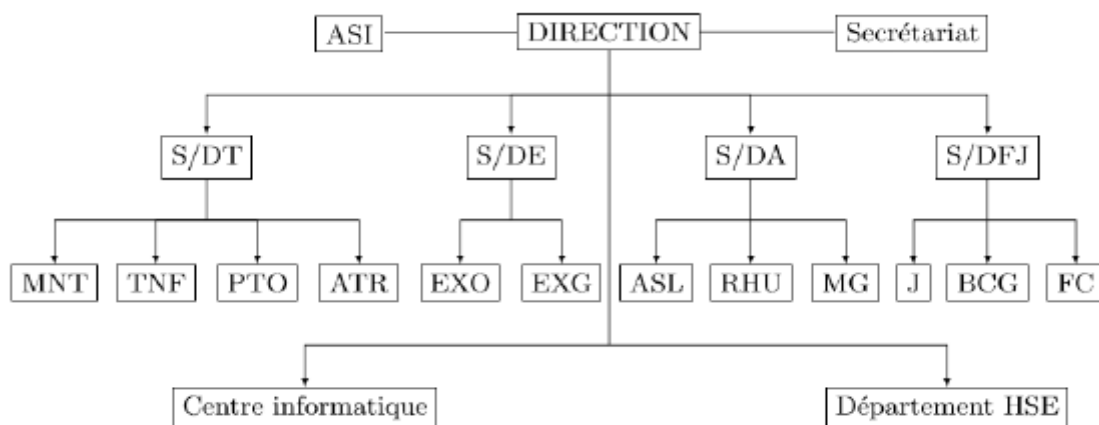 ASI DIRECTION Secrétariat
S/DT S/DE S/DA S/DFJ
MNT TNF PTO ATR EXO EXG ASL RHU MG J BCG FC
Centre informatique Département HSE